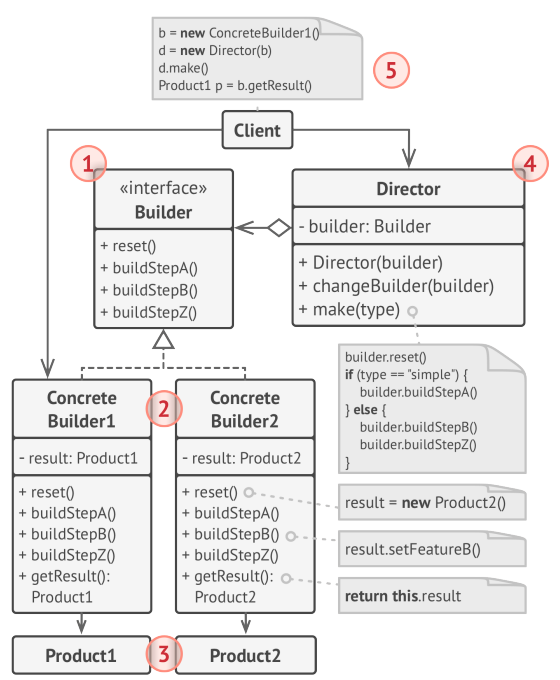 b = new ConcreteBuilder1()
d = new Director(b)
d.make()
Product1 p = b.getResult()
5
Client
1
«interface»
Builder
+ reset()
+ buildStepA()
+ buildStepB()
+ buildStepZ()
4
Director
- builder: Builder
+ Director(builder)
+ changeBuilder(builder)
+ make(type)
builder.reset()
if (type == "simple") {
builder.buildStepA()
} else {
builder.buildStepB()
builder.buildStepZ()
}
Concrete
Builder1
- result: Product1
+ reset()
+ buildStepA()
+ buildStepB()
+ buildStepZ()
+ getResult():
Product1
2
Concrete
Builder2
- result: Product2
+ reset()
+ buildStepA()
+ buildStepB()
+ buildStepZ()
+ getResult():
Product2
result = new Product2()
result.setFeatureB()
return this.result
Product1
3
Product2